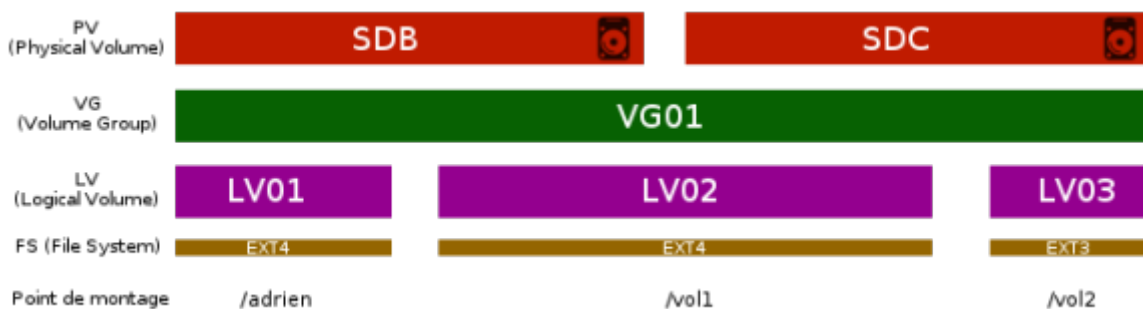 PV
(Physical Volume)
SDB
SDC
VG
(Volume Group)
VG01
LV
(Logical Volume)
LV01
LV02
LV03
FS (File System)
EXT4
EXT4
EXT3
Point de montage
/adrien
/vol1
/vol2